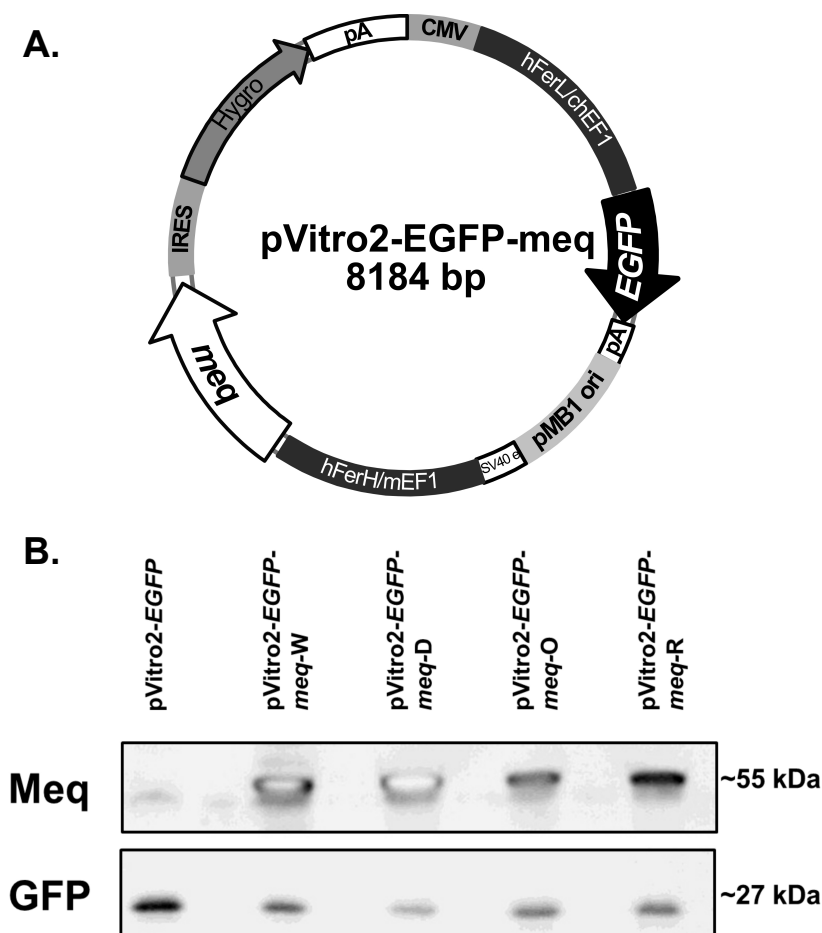 A.
pA
CMV
hFerL/chEF1
Hygro
EGFP
IRES
pVitro2-EGFP-meq
8184 bp
pA
meq
pMB1 ori
SV40 e
hFerH/mEF1
B.
pVitro2-EGFP
pVitro2-EGFP-
meq-W
pVitro2-EGFP-
meq-D
pVitro2-EGFP-
meq-O
pVitro2-EGFP-
meq-R
Meq
~55 kDa
GFP
~27 kDa